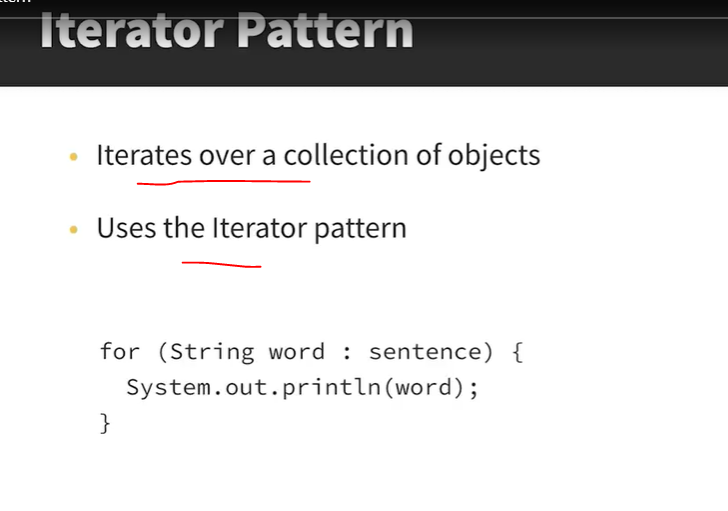 Iterator Pattern
Iterates over a collection of objects
Uses the Iterator pattern
for (String word : sentence) {
System.out.println(word);
}